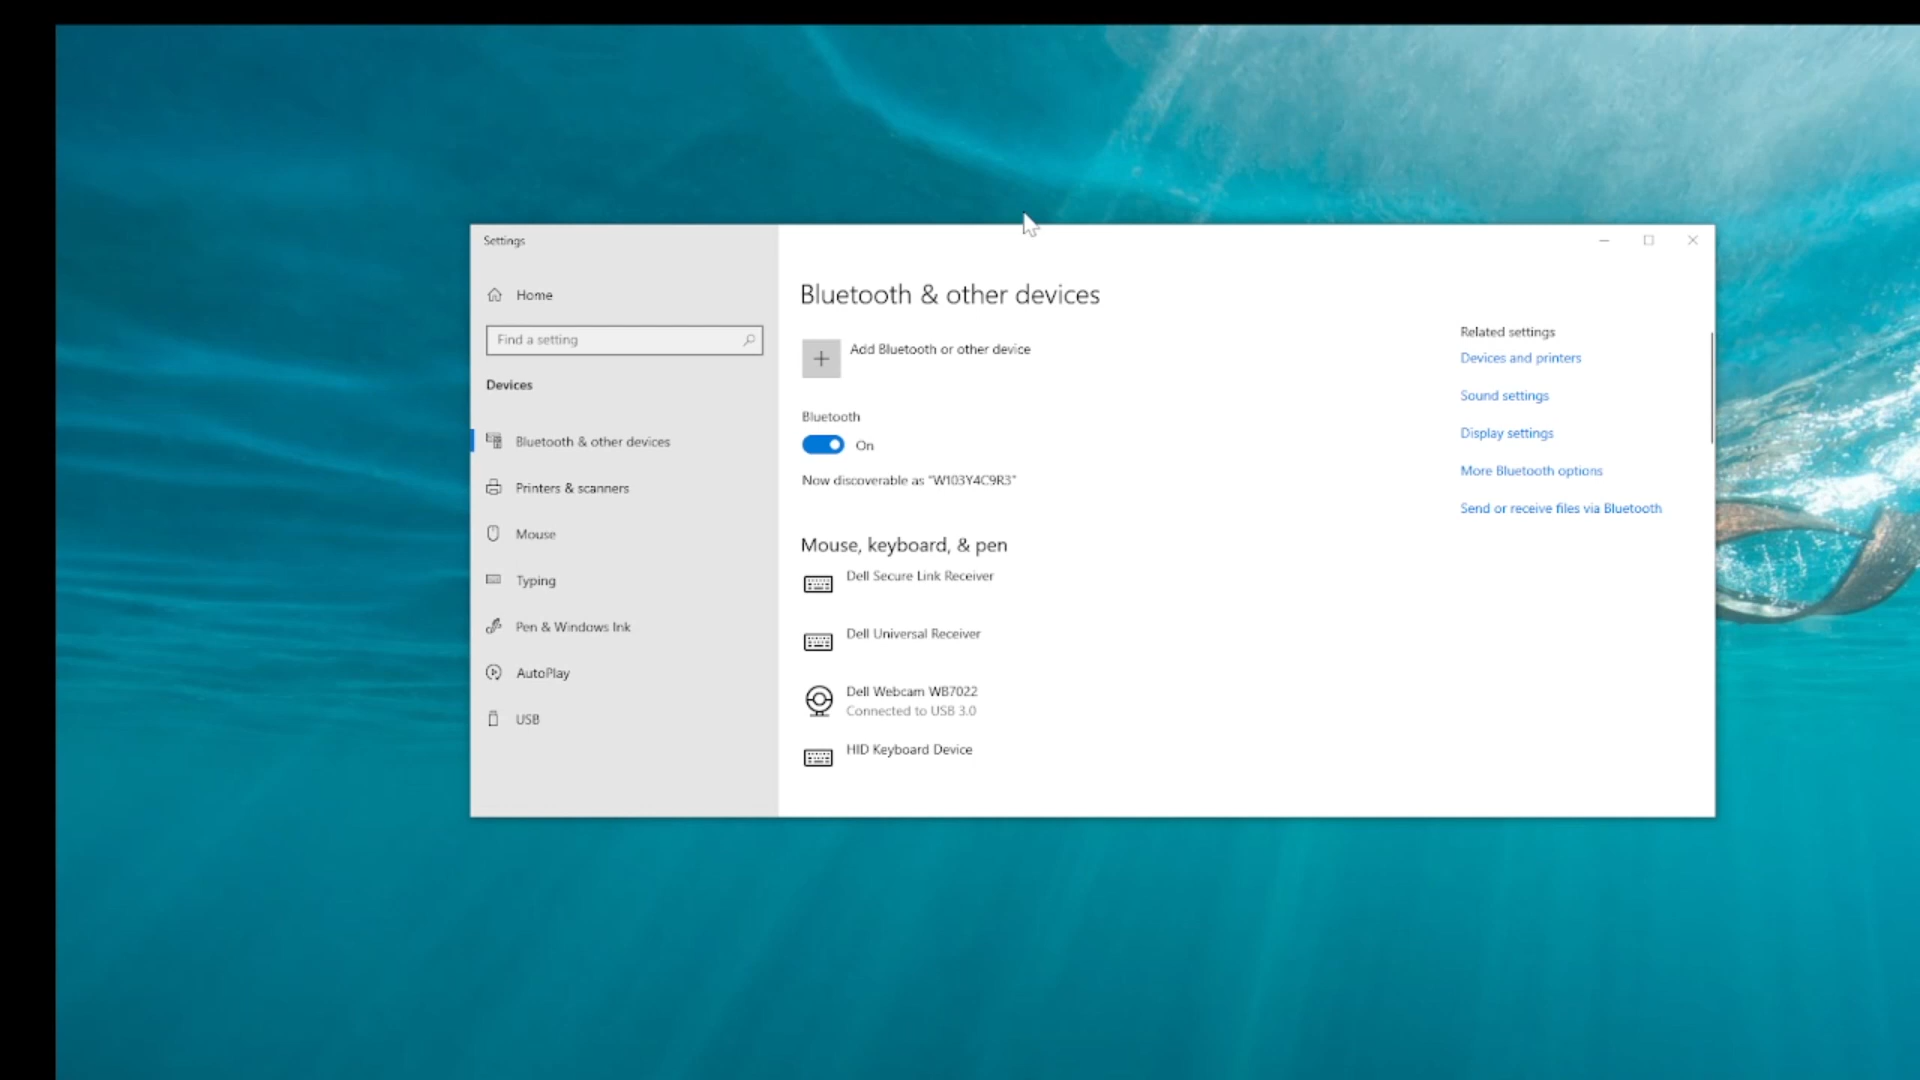 Settings
Home
Find a setting
Devices
Bluetooth & other devices
Printers & scanners
Mouse
Typing
Pen & Windows Ink
AutoPlay
USB
Bluetooth & other devices
Add Bluetooth or other device
Bluetooth
On
Now discoverable as "W103Y4C9R3"
Mouse, keyboard, & pen
Dell Secure Link Receiver
Dell Universal Receiver
Dell Webcam WB7022
Connected to USB 3.0
HID Keyboard Device
Related settings
Devices and printers
Sound settings
Display settings
More Bluetooth options
Send or receive files via Bluetooth